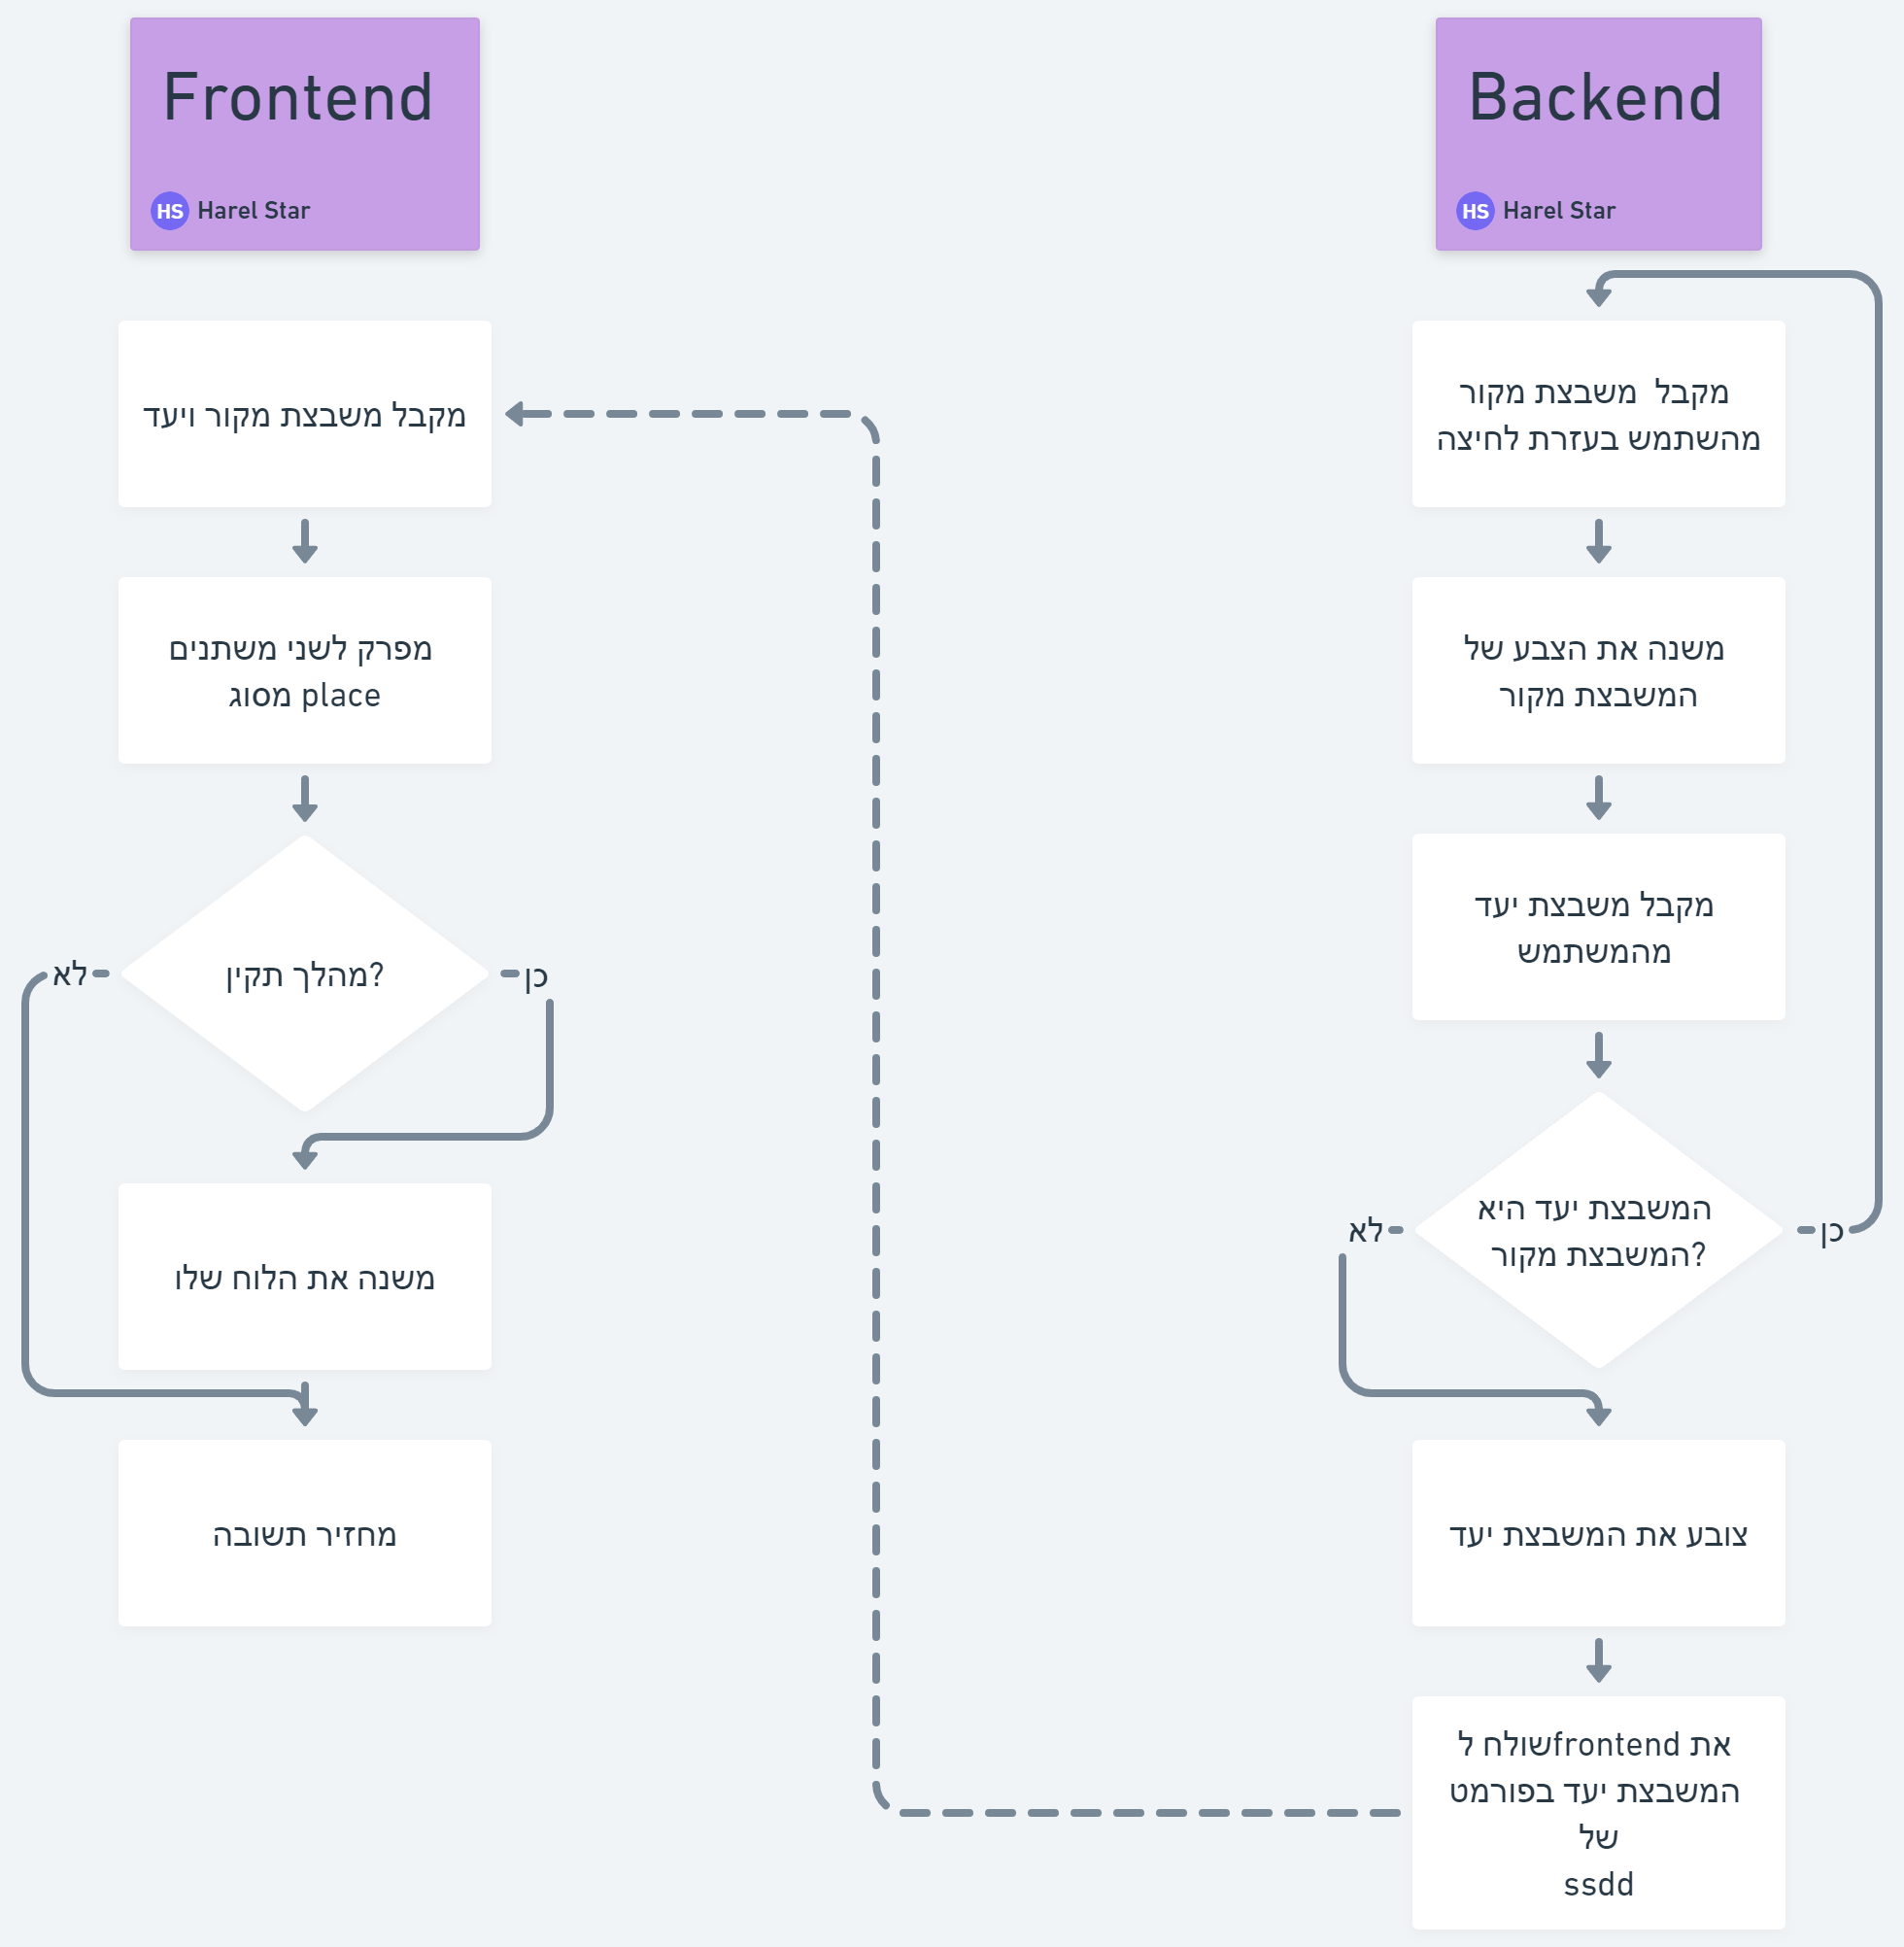 Frontend
HS Harel Star
מקבל משבצת מקור ויעד
מפרק לשני משתנים
מסוג place
מהלך תקין?
לא
כן
משנה את הלוח שלו
מחזיר תשובה
Backend
HS Harel Star
מקבל משבצת מקור
מהשתמש בעזרת לחיצה
משנה את הצבע של
המשבצת מקור
מקבל משבצת יעד
מהמשתמש
המשבצת יעד היא
המשבצת מקור?
לא
כן
צובע את המשבצת יעד
שולח לfrontend את
המשבצת יעד בפורמט
של
ssdd